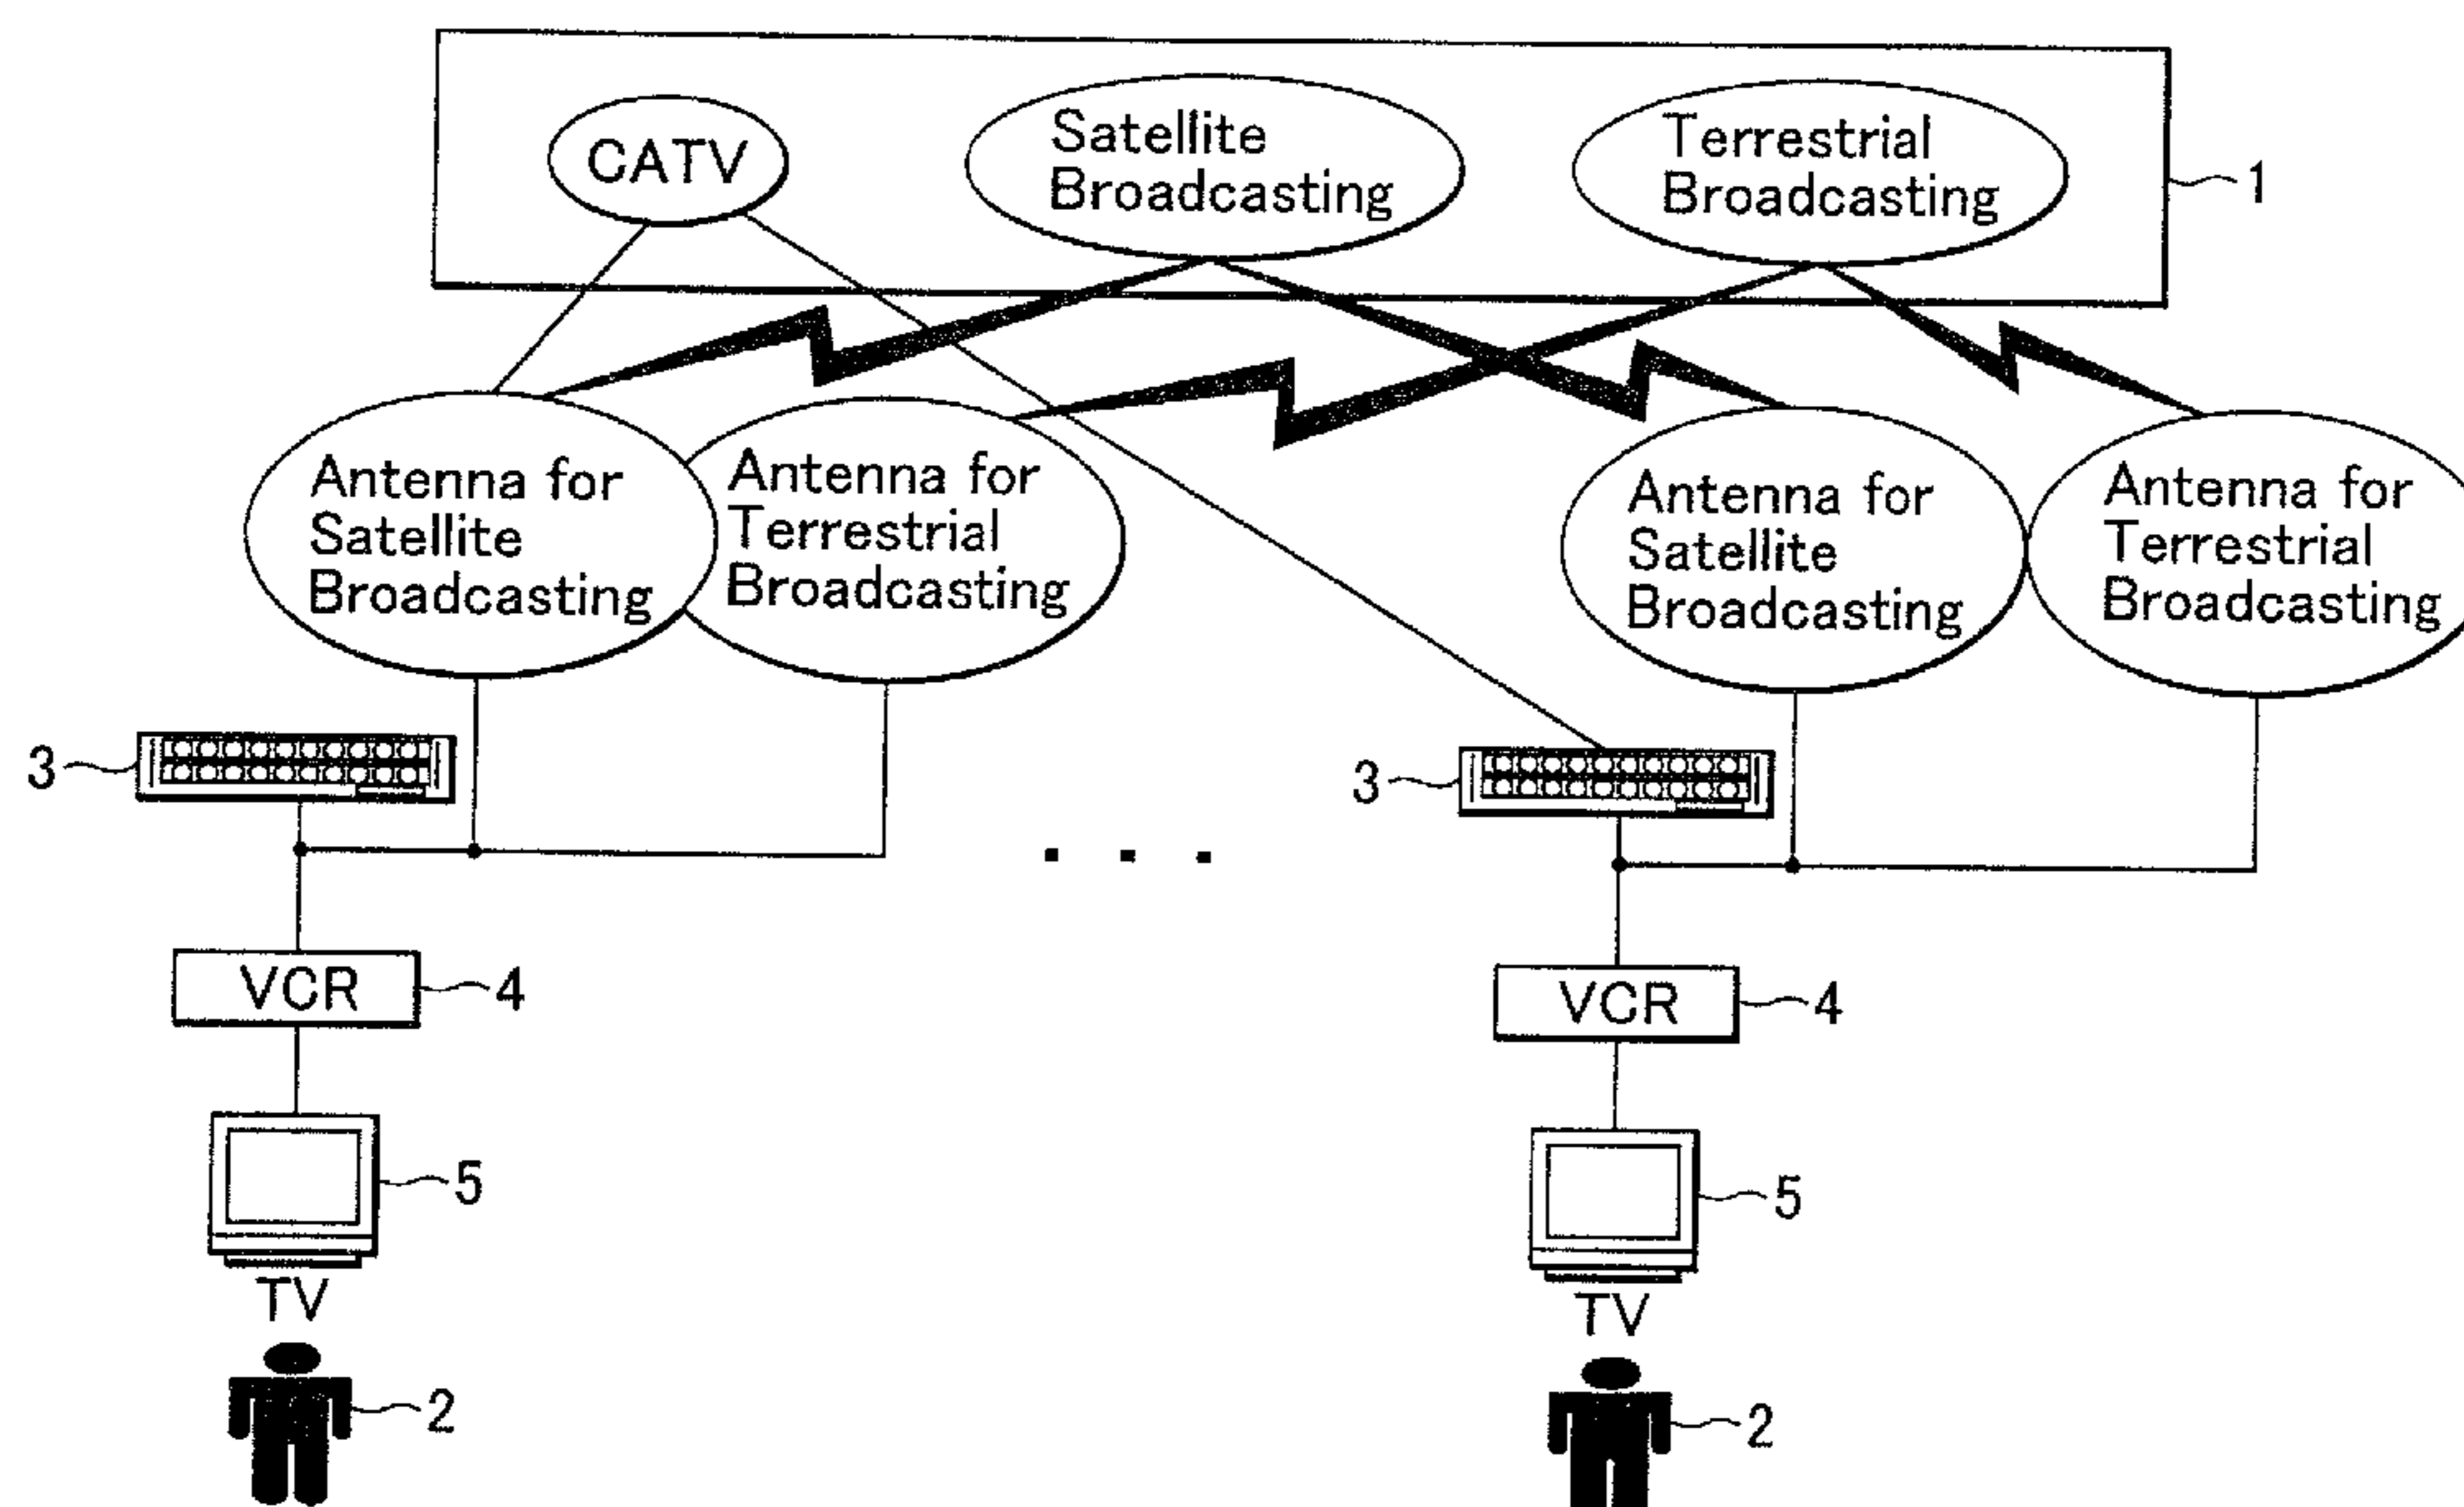 CATV
Satellite
Broadcasting
Terrestrial
Broadcasting
1
Antenna for
Satellite
Broadcasting
Antenna for
Terrestrial
Broadcasting
Antenna for
Satellite
Broadcasting
Antenna for
Terrestrial
Broadcasting
3
3
. . .
VCR
4
VCR
4
5
5
TV
TV
2
2